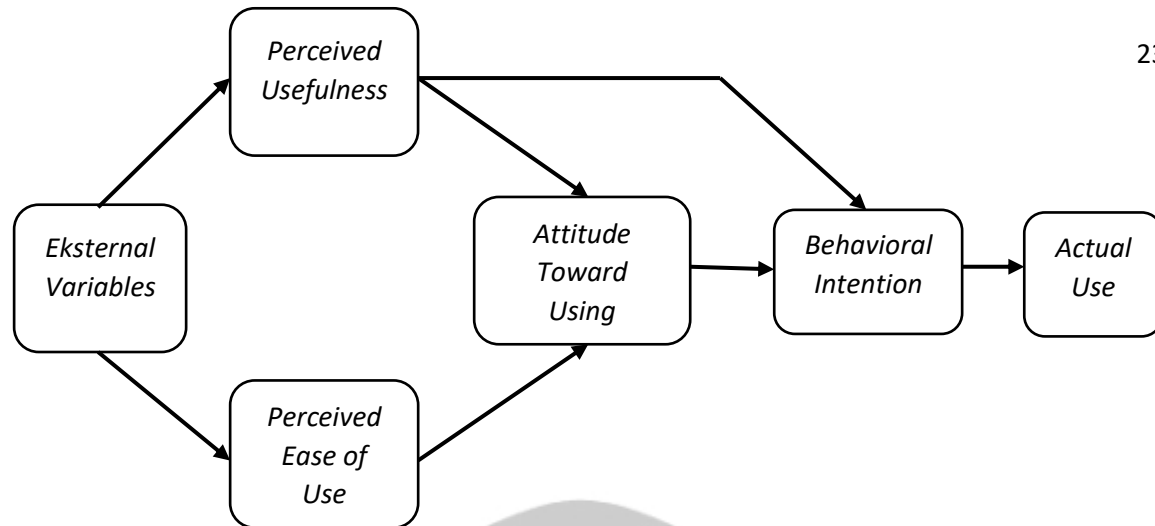 23
Perceived
Usefulness
Eksternal
Variables
Attitude
Toward
Using
Behavioral
Intention
Actual
Use
Perceived
Ease of
Use